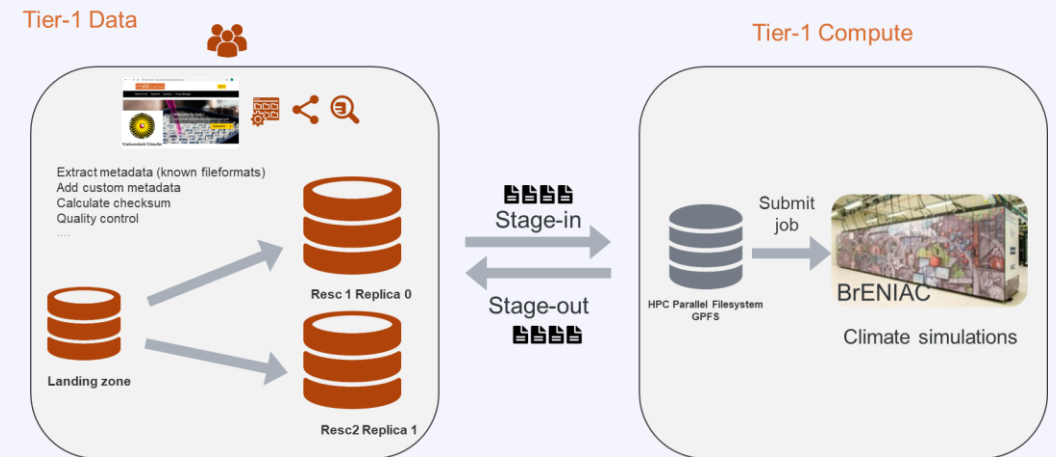 Tier-1 Data
Tier-1 Compute
Universiteit Utrecht
Extract metadata (known fileformats)
Add custom metadata
Calculate checksum
Quality control
....
Landing zone
Resc 1 Replica 0
Resc2 Replica 1
Stage-in
Stage-out
HPC Parallel Filesystem
GPFS
Submit
job
BrENIAC
Climate simulations